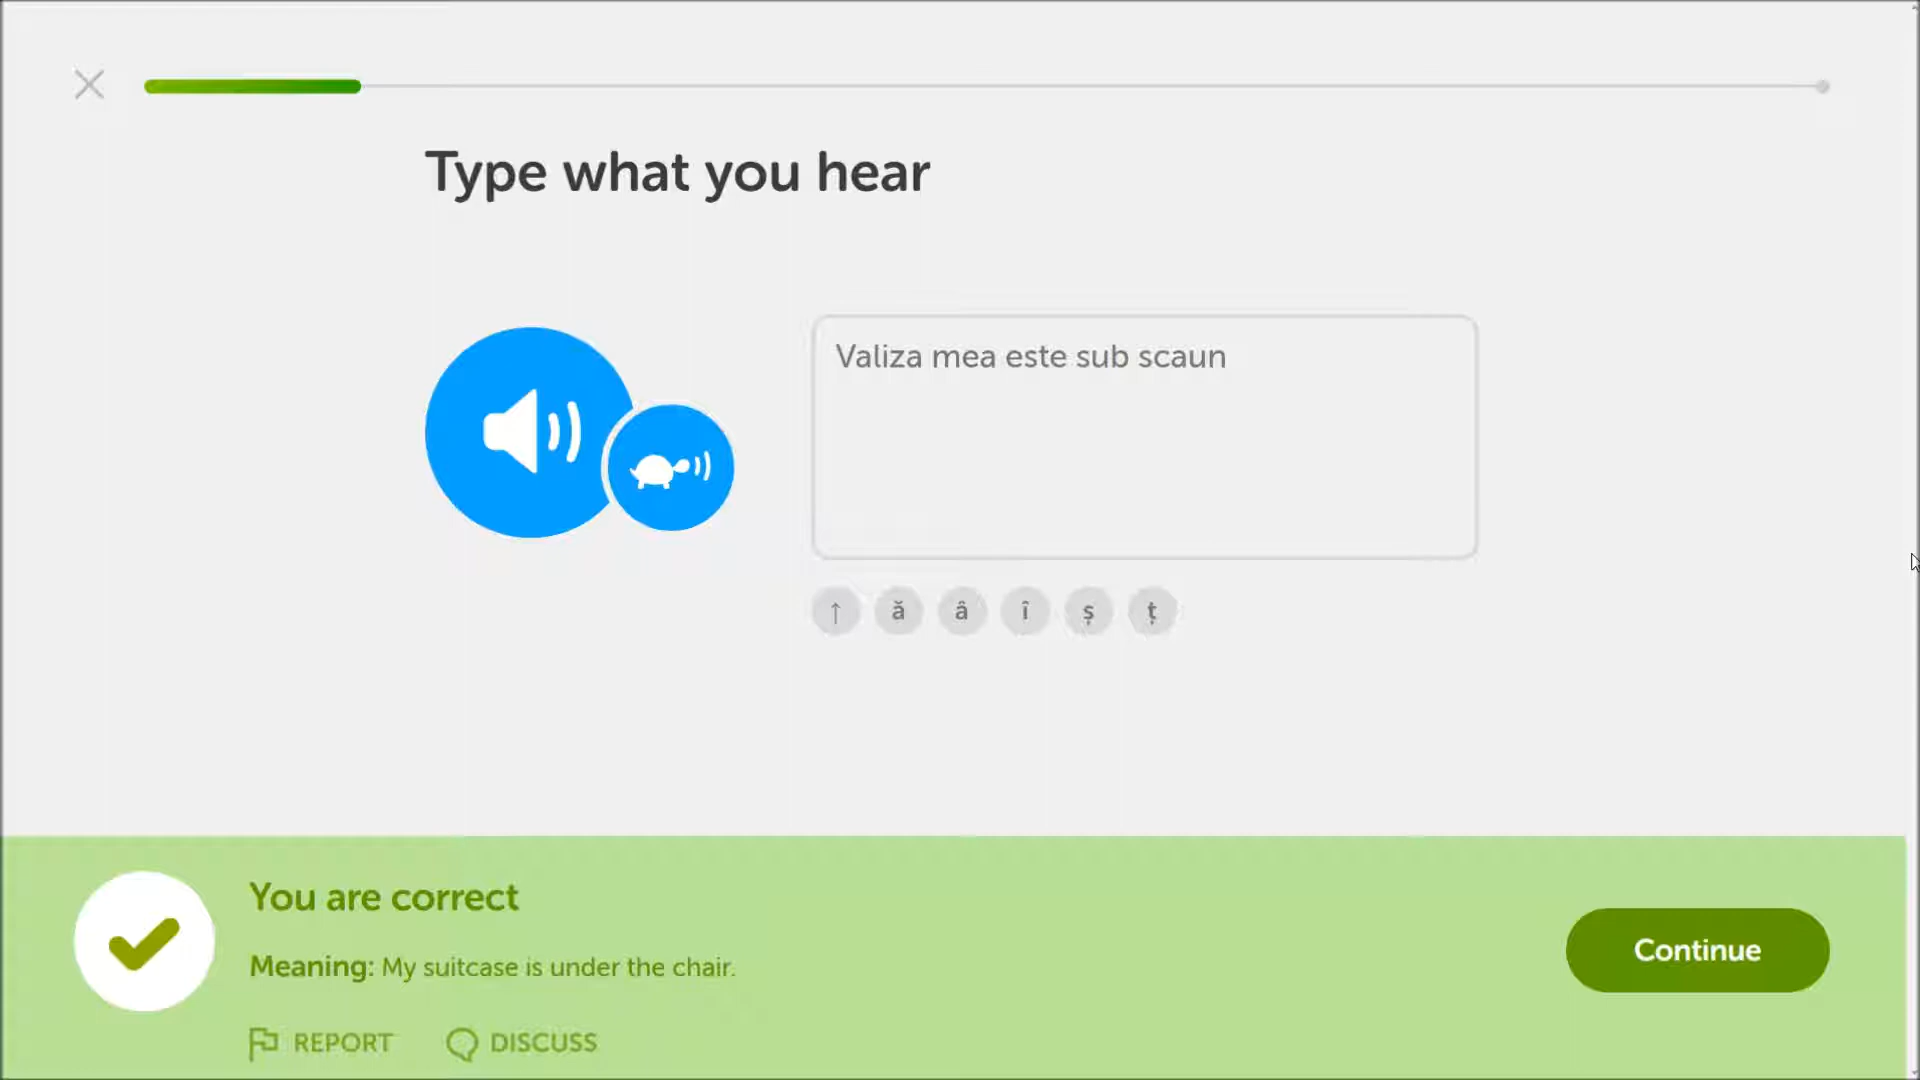 Type what you hear
Valiza mea este sub scaun
↑ ă â î ș ț
You are correct
Meaning: My suitcase is under the chair.
Continue
REPORT DISCUSS